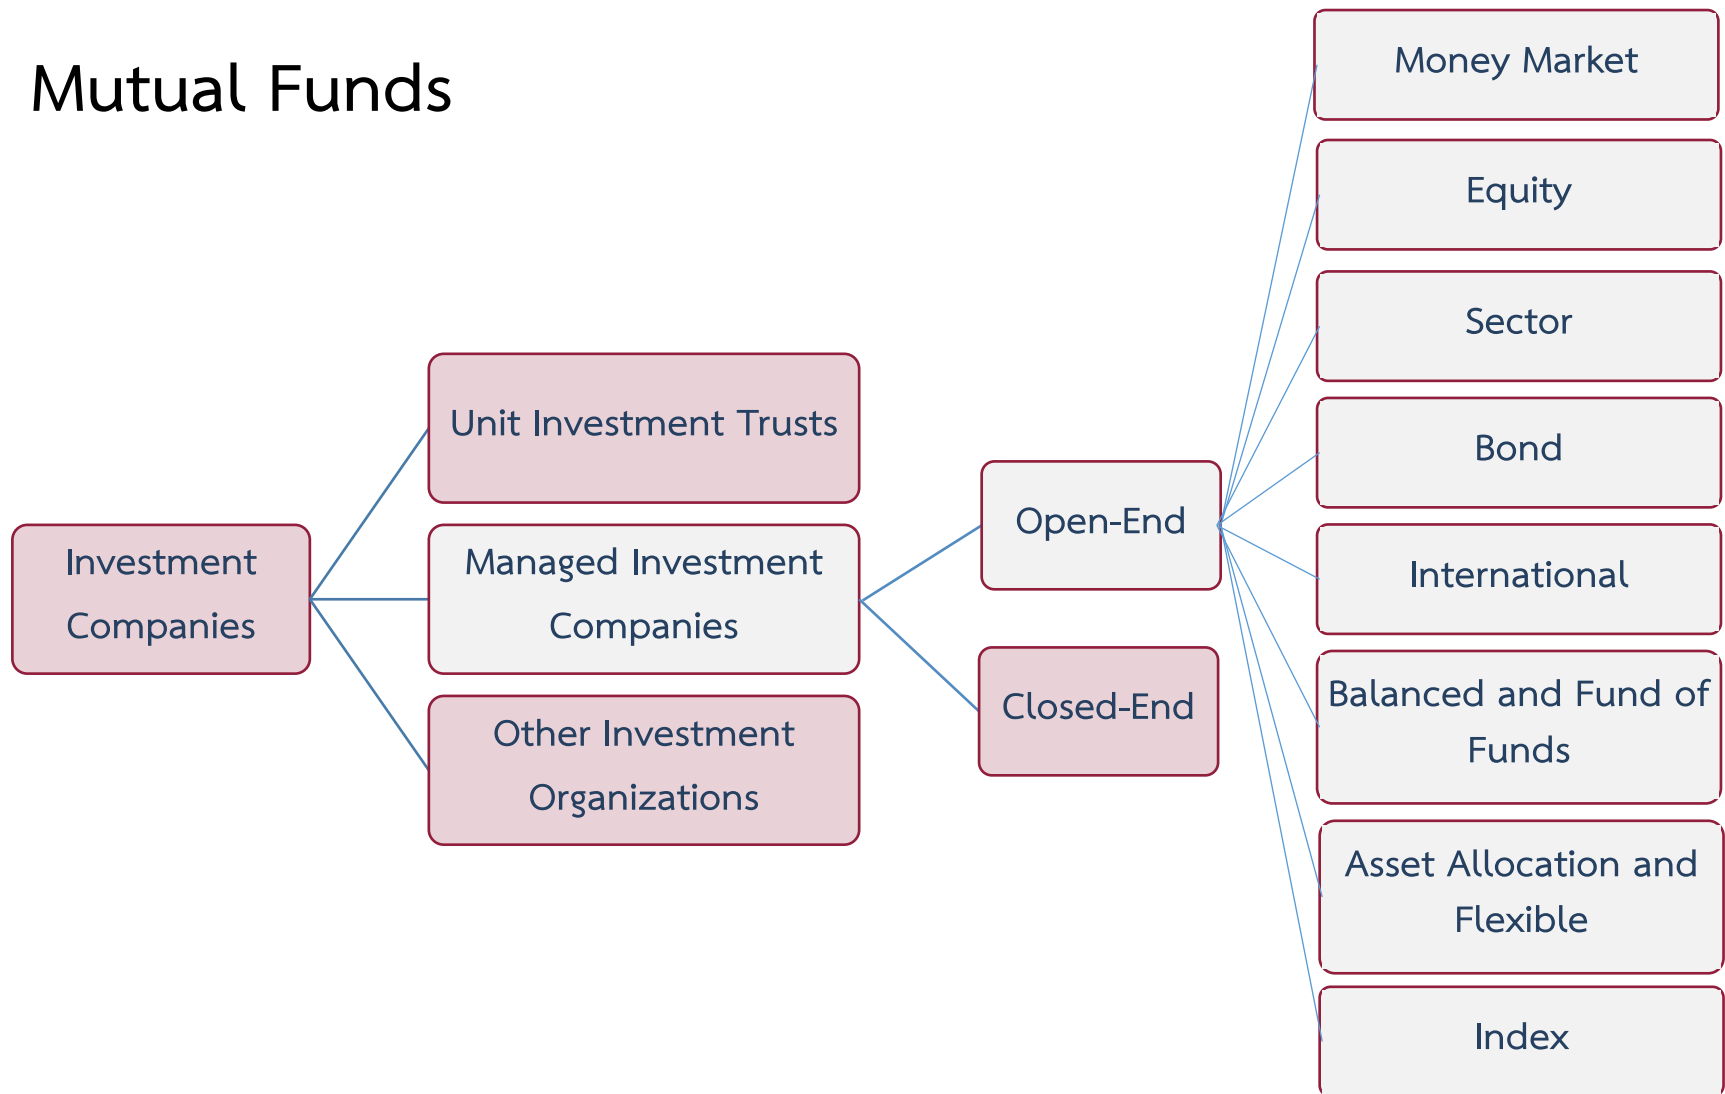 Mutual Funds
Investment
Companies
Unit Investment Trusts
Managed Investment
Companies
Other Investment
Organizations
Open-End
Closed-End
Money Market
Equity
Sector
Bond
International
Balanced and Fund of
Funds
Asset Allocation and
Flexible
Index